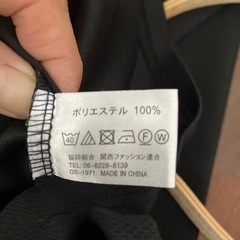 ポリエステル 100%
40 F W
協同組合 関西ファッション連合
TEL: 06-6228-8139
OS-1971 MADE IN CHINA